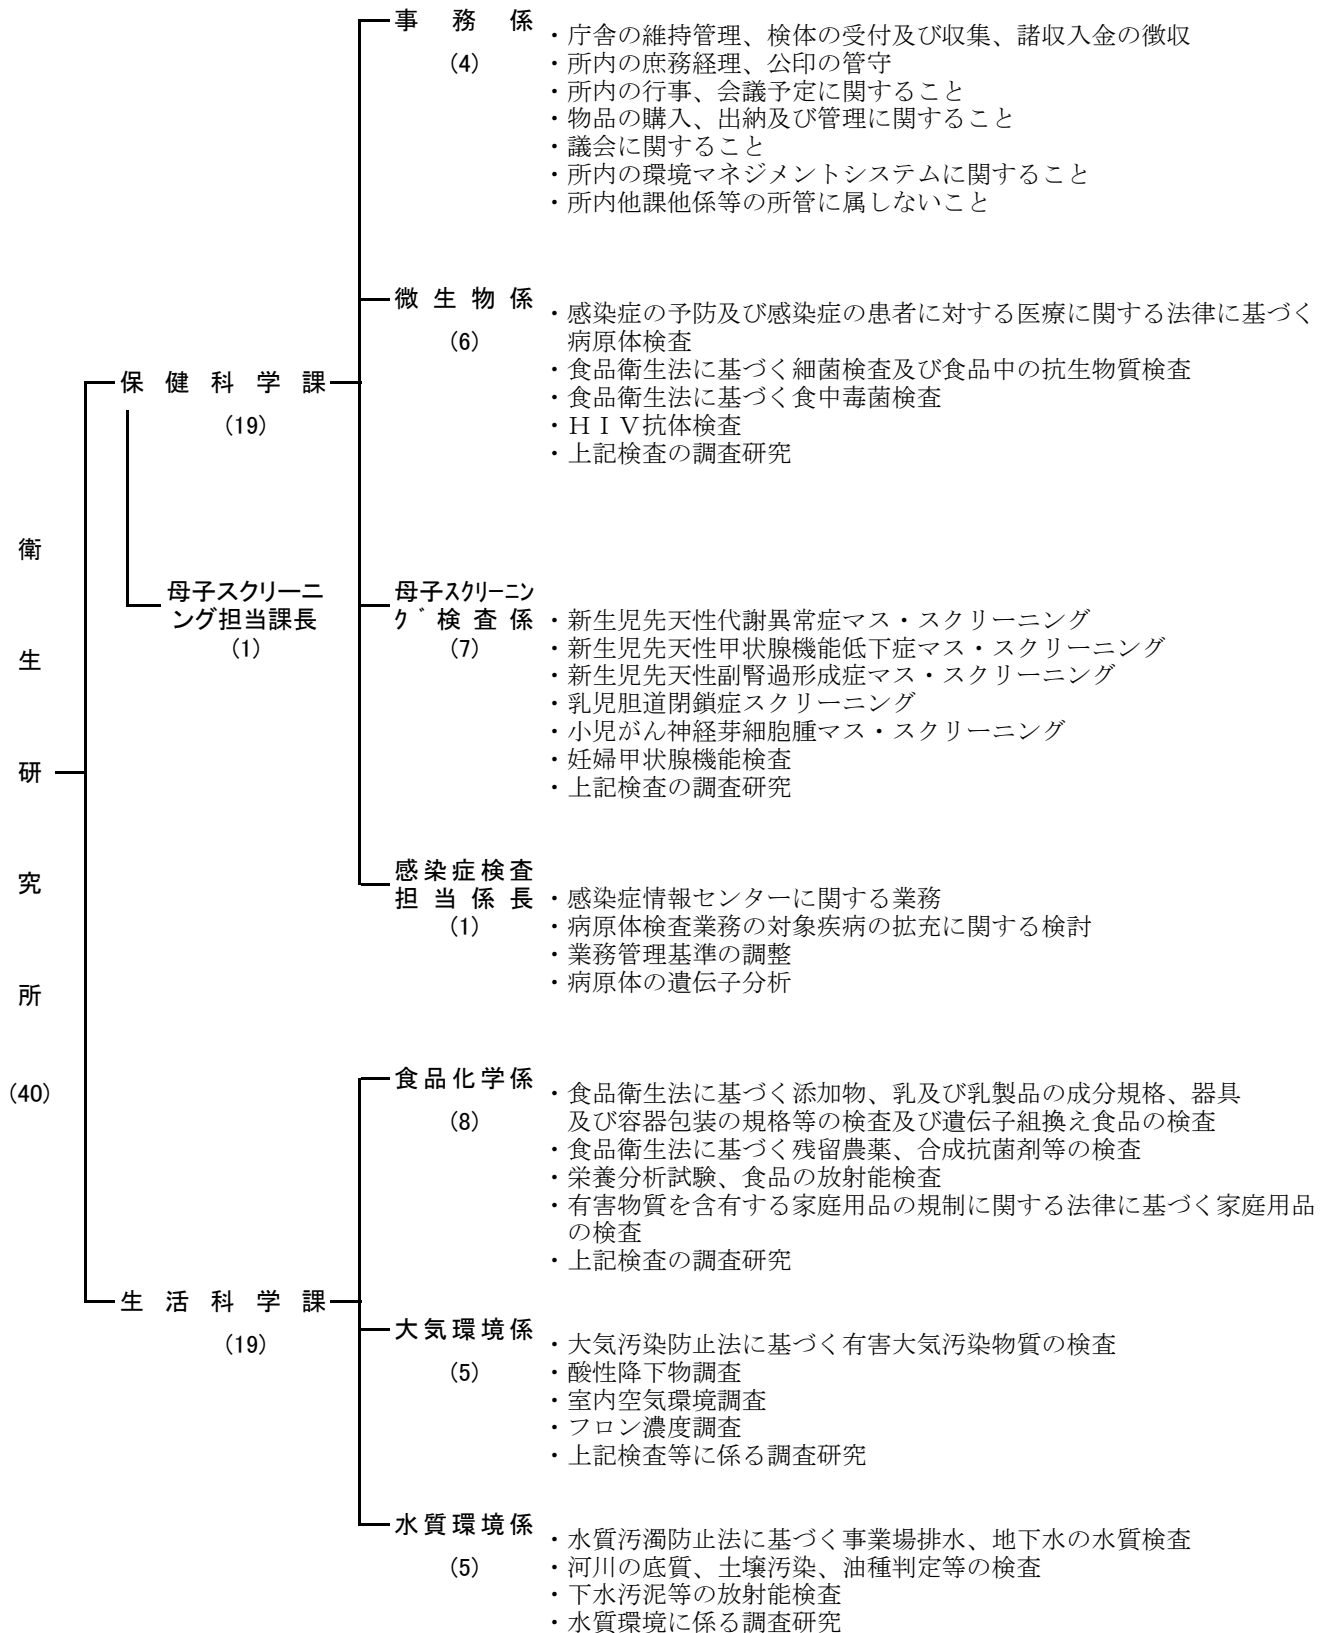 衛生研究所
(40)
保健科学課
(19)
母子スクリーニ
ング担当課長
(1)
事務係
(4)
・庁舎の維持管理、検体の受付及び収集、諸収入金の徴収
・所内の庶務経理、公印の管守
・所内の行事、会議予定に関すること
・物品の購入、出納及び管理に関すること
・議会に関すること
・所内の環境マネジメントシステムに関すること
・所内他課他係等の所管に属しないこと
微生物係
(6)
・感染症の予防及び感染症の患者に対する医療に関する法律に基づく
病原体検査
・食品衛生法に基づく細菌検査及び食品中の抗生物質検査
・食品衛生法に基づく食中毒菌検査
・ＨＩＶ抗体検査
・上記検査の調査研究
母子ｽｸﾘｰﾆﾝ
ｸﾞ検査係
(7)
・新生児先天性代謝異常症マス・スクリーニング
・新生児先天性甲状腺機能低下症マス・スクリーニング
・新生児先天性副腎過形成症マス・スクリーニング
・乳児胆道閉鎖症スクリーニング
・小児がん神経芽細胞腫マス・スクリーニング
・妊婦甲状腺機能検査
・上記検査の調査研究
感染症検査
担当係長
(1)
・感染症情報センターに関する業務
・病原体検査業務の対象疾病の拡充に関する検討
・業務管理基準の調整
・病原体の遺伝子分析
生活科学課
(19)
食品化学係
(8)
・食品衛生法に基づく添加物、乳及び乳製品の成分規格、器具
及び容器包装の規格等の検査及び遺伝子組換え食品の検査
・食品衛生法に基づく残留農薬、合成抗菌剤等の検査
・栄養分析試験、食品の放射能検査
・有害物質を含有する家庭用品の規制に関する法律に基づく家庭用品
の検査
・上記検査の調査研究
大気環境係
(5)
・大気汚染防止法に基づく有害大気汚染物質の検査
・酸性降下物調査
・室内空気環境調査
・フロン濃度調査
・上記検査等に係る調査研究
水質環境係
(5)
・水質汚濁防止法に基づく事業場排水、地下水の水質検査
・河川の底質、土壌汚染、油種判定等の検査
・下水汚泥等の放射能検査
・水質環境に係る調査研究